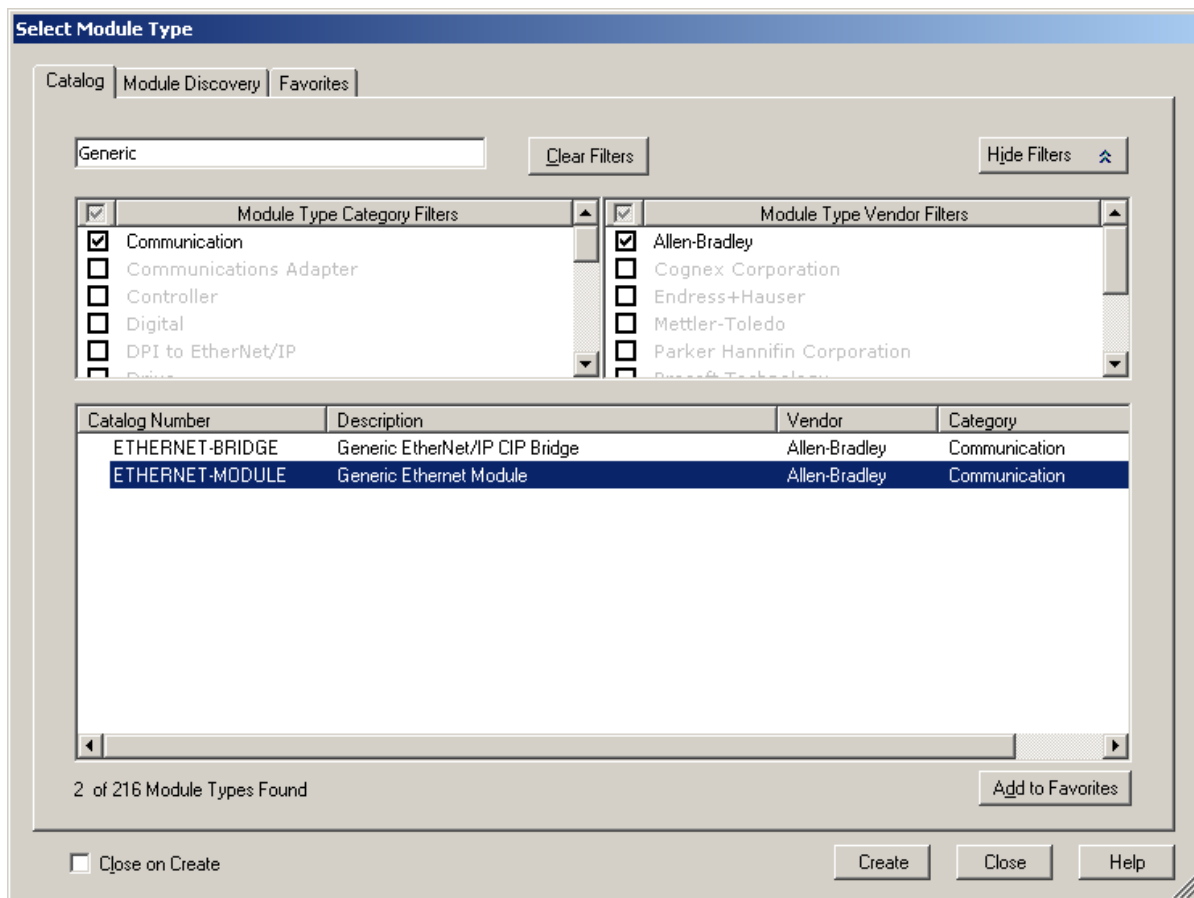 Select Module Type
Catalog Module Discovery Favorites
Generic Clear Filters Hide Filters
Module Type Category Filters Module Type Vendor Filters
Communication Allen-Bradley
Communications Adapter Cognex Corporation
Controller Endress+Hauser
Digital Mettler-Toledo
DPI to EtherNet/IP Parker Hannifin Corporation
Drive Prosoft Technology
Catalog Number Description Vendor Category
ETHERNET-BRIDGE Generic EtherNet/IP CIP Bridge Allen-Bradley Communication
ETHERNET-MODULE Generic Ethernet Module Allen-Bradley Communication
2 of 216 Module Types Found Add to Favorites
Close on Create Create Close Help